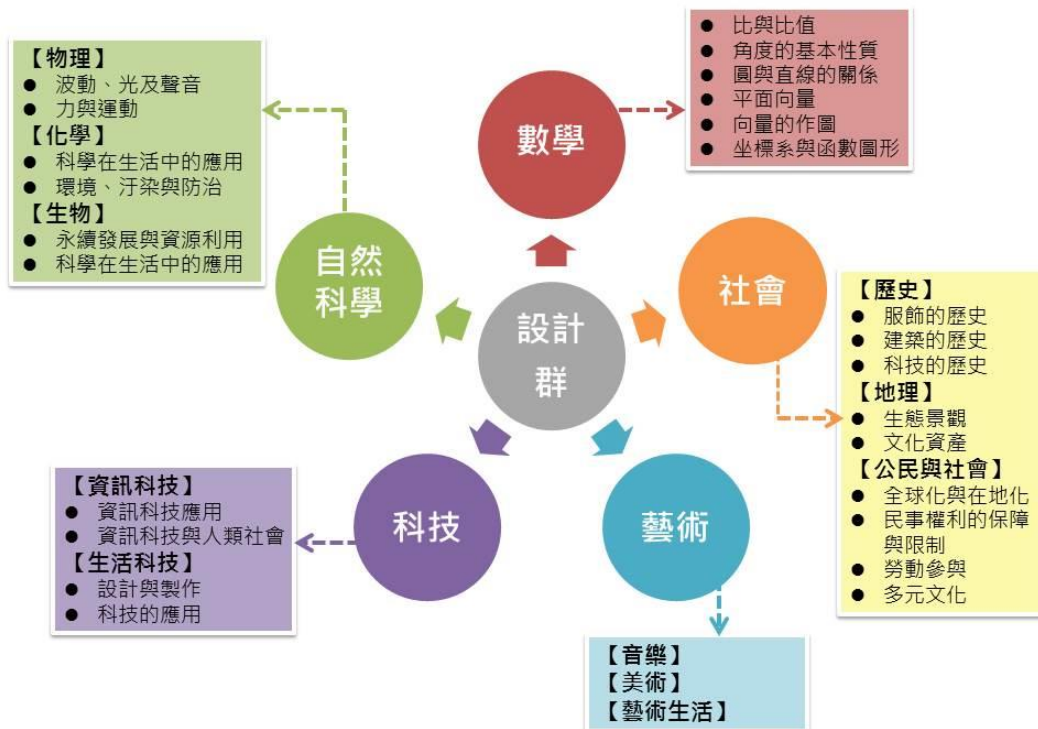 設計
群
數學
● 比與比值
● 角度的基本性質
● 圓與直線的關係
● 平面向量
● 向量的作圖
● 坐標系與函數圖形
社會
【歷史】
● 服飾的歷史
● 建築的歷史
● 科技的歷史
【地理】
● 生態景觀
● 文化資產
【公民與社會】
● 全球化與在地化
● 民事權利的保障
與限制
● 勞動參與
● 多元文化
藝術
【音樂】
【美術】
【藝術生活】
科技
【資訊科技】
● 資訊科技應用
● 資訊科技與人類社會
【生活科技】
● 設計與製作
● 科技的應用
自然
科學
【物理】
● 波動、光及聲音
● 力與運動
【化學】
● 科學在生活中的應用
● 環境、汙染與防治
【生物】
● 永續發展與資源利用
● 科學在生活中的應用